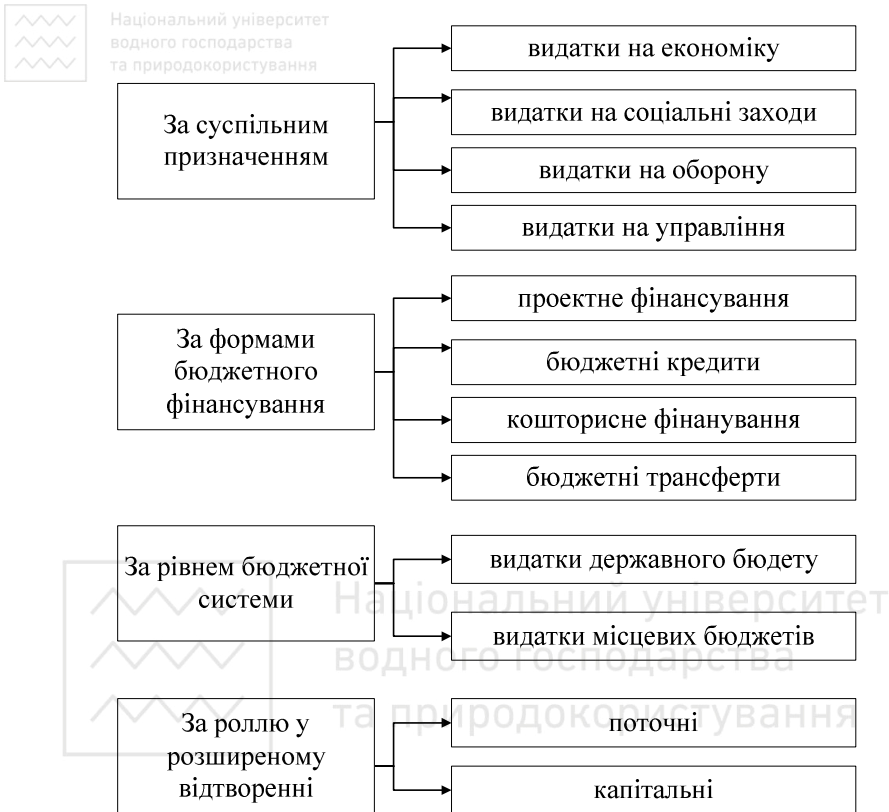 Національний університет
водного господарства
та природокористування
За суспільним
призначенням
видатки на економіку
видатки на соціальні заходи
видатки на оборону
видатки на управління
За формами
бюджетного
фінансування
проектне фінансування
бюджетні кредити
кошторисне фінанування
бюджетні трансферти
За рівнем бюджетної
системи
видатки державного бюдету
видатки місцевих бюджетів
Національний університет
водного господарства
та природокористування
За роллю у
розширеному
відтворенні
поточні
капітальні